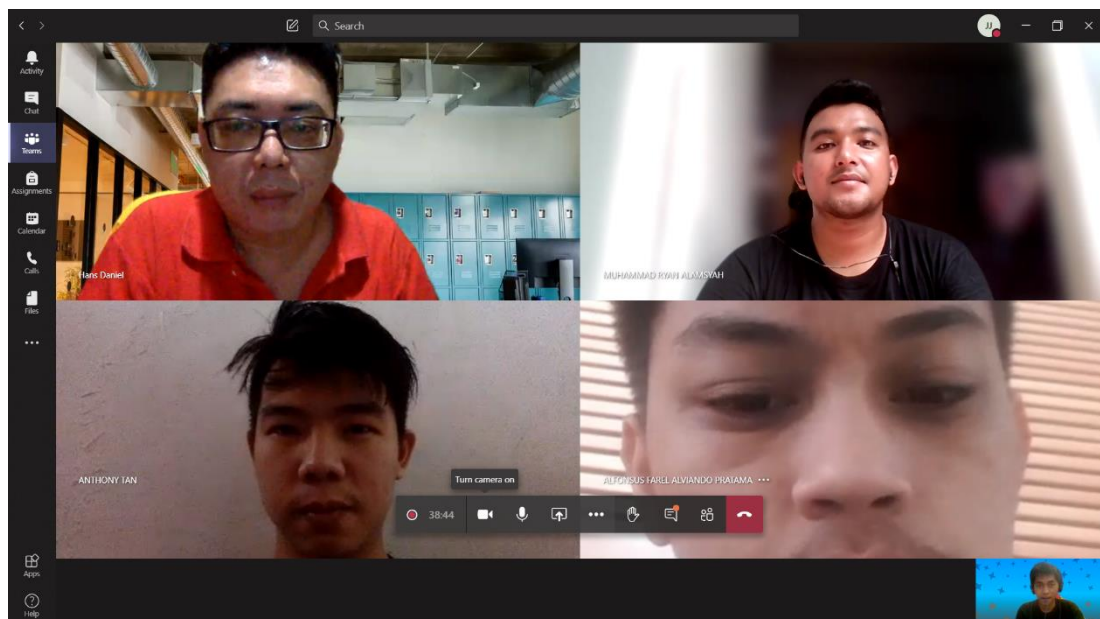 Search
JJ
Activity
Chat
Teams
Assignments
Calendar
Calls
Files
Apps
Help
Hans Daniel
MUHAMMAD RYAN ALAMSYAH
ANTHONY TAN
Turn camera on
ALFONSUS FAREL ALVIANDO PRATAMA
38:44